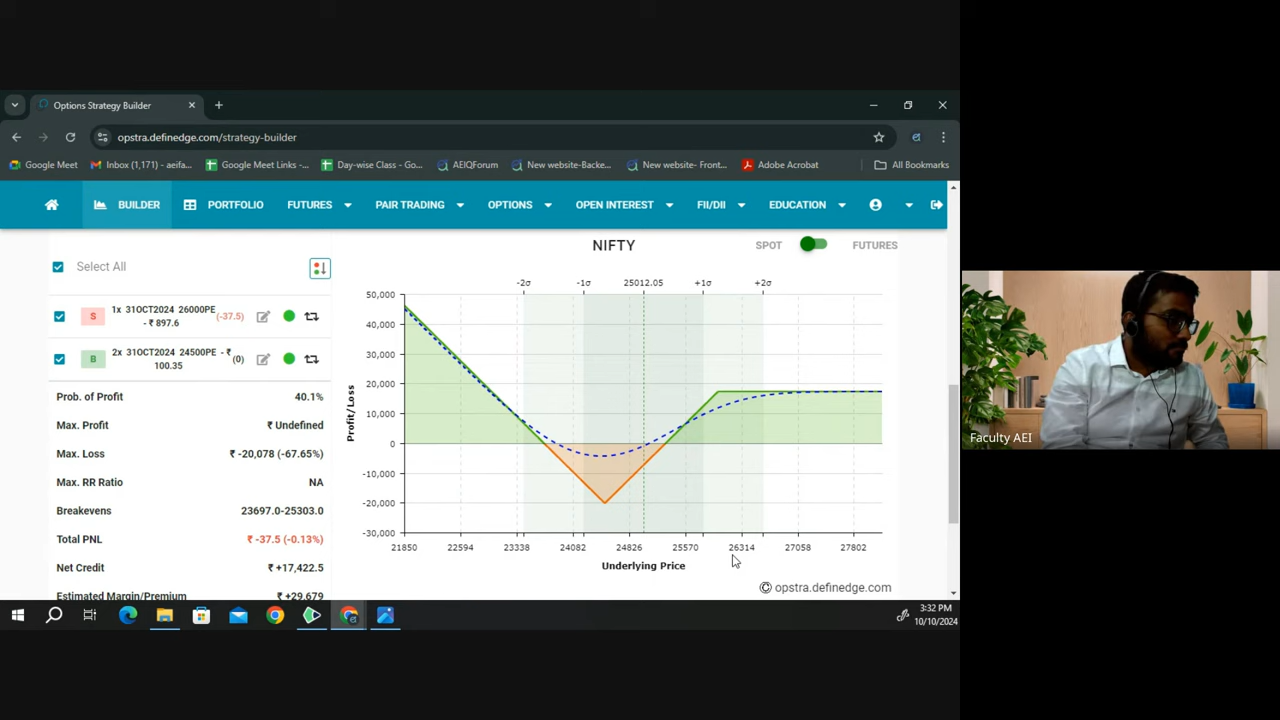 Options Strategy Builder
opstra.definedge.com/strategy-builder
Google Meet
Inbox (1,171) - aeifa...
Google Meet Links -...
Day-wise Class - Go...
AEIQForum
New website-Backe...
New website- Front...
Adobe Acrobat
All Bookmarks
BUILDER
PORTFOLIO
FUTURES
PAIR TRADING
OPTIONS
OPEN INTEREST
FII/DII
EDUCATION
Select All
S
1x 31OCT2024 26000PE
- ₹ 897.6
(-37.5)
B
2x 31OCT2024 24500PE - ₹
100.35
(0)
Prob. of Profit 40.1%
Max. Profit ₹ Undefined
Max. Loss ₹ -20,078 (-67.65%)
Max. RR Ratio NA
Breakevens 23697.0-25303.0
Total PNL ₹ -37.5 (-0.13%)
Net Credit ₹ +17,422.5
Estimated Margin/Premium ₹ +29,679
NIFTY
SPOT
FUTURES
-2σ -1σ 25012.05 +1σ +2σ
50,000
40,000
30,000
20,000
10,000
0
-10,000
-20,000
-30,000
Profit/Loss
21850 22594 23338 24082 24826 25570 26314 27058 27802
Underlying Price
© opstra.definedge.com
3:32 PM
10/10/2024
Faculty AEI